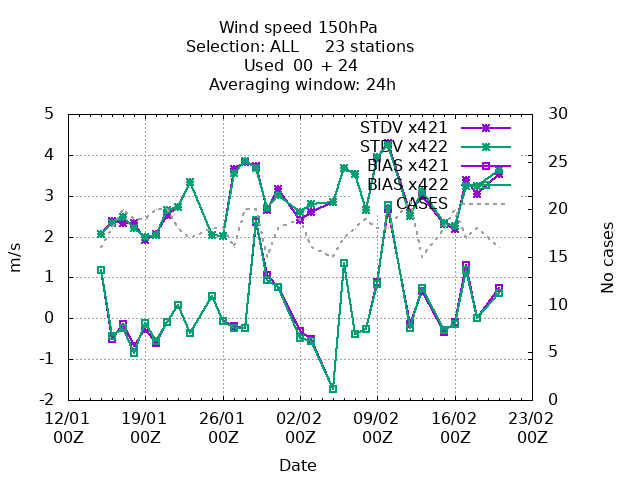 Wind speed 150hPa
Selection: ALL 23 stations
Used 00 + 24
Averaging window: 24h
5
4
3
2
1
0
-1
-2
m/s
30
25
20
15
10
5
0
No cases
STDV x421
STDV x422
BIAS x421
BIAS x422
CASES
12/01 19/01 26/01 02/02 09/02 16/02 23/02
00Z 00Z 00Z 00Z 00Z 00Z 00Z
Date